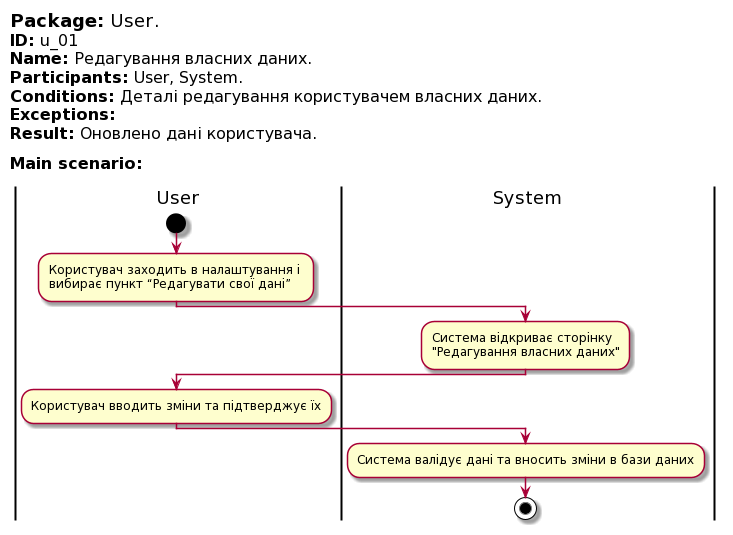 Package: User.
ID: u_01
Name: Редагування власних даних.
Participants: User, System.
Conditions: Деталі редагування користувачем власних даних.
Exceptions:
Result: Оновлено дані користувача.
Main scenario:
User
System
Користувач заходить в налаштування і
вибирає пункт “Редагувати свої дані”
Система відкриває сторінку
"Редагування власних даних"
Користувач вводить зміни та підтверджує їх
Система валідує дані та вносить зміни в бази даних